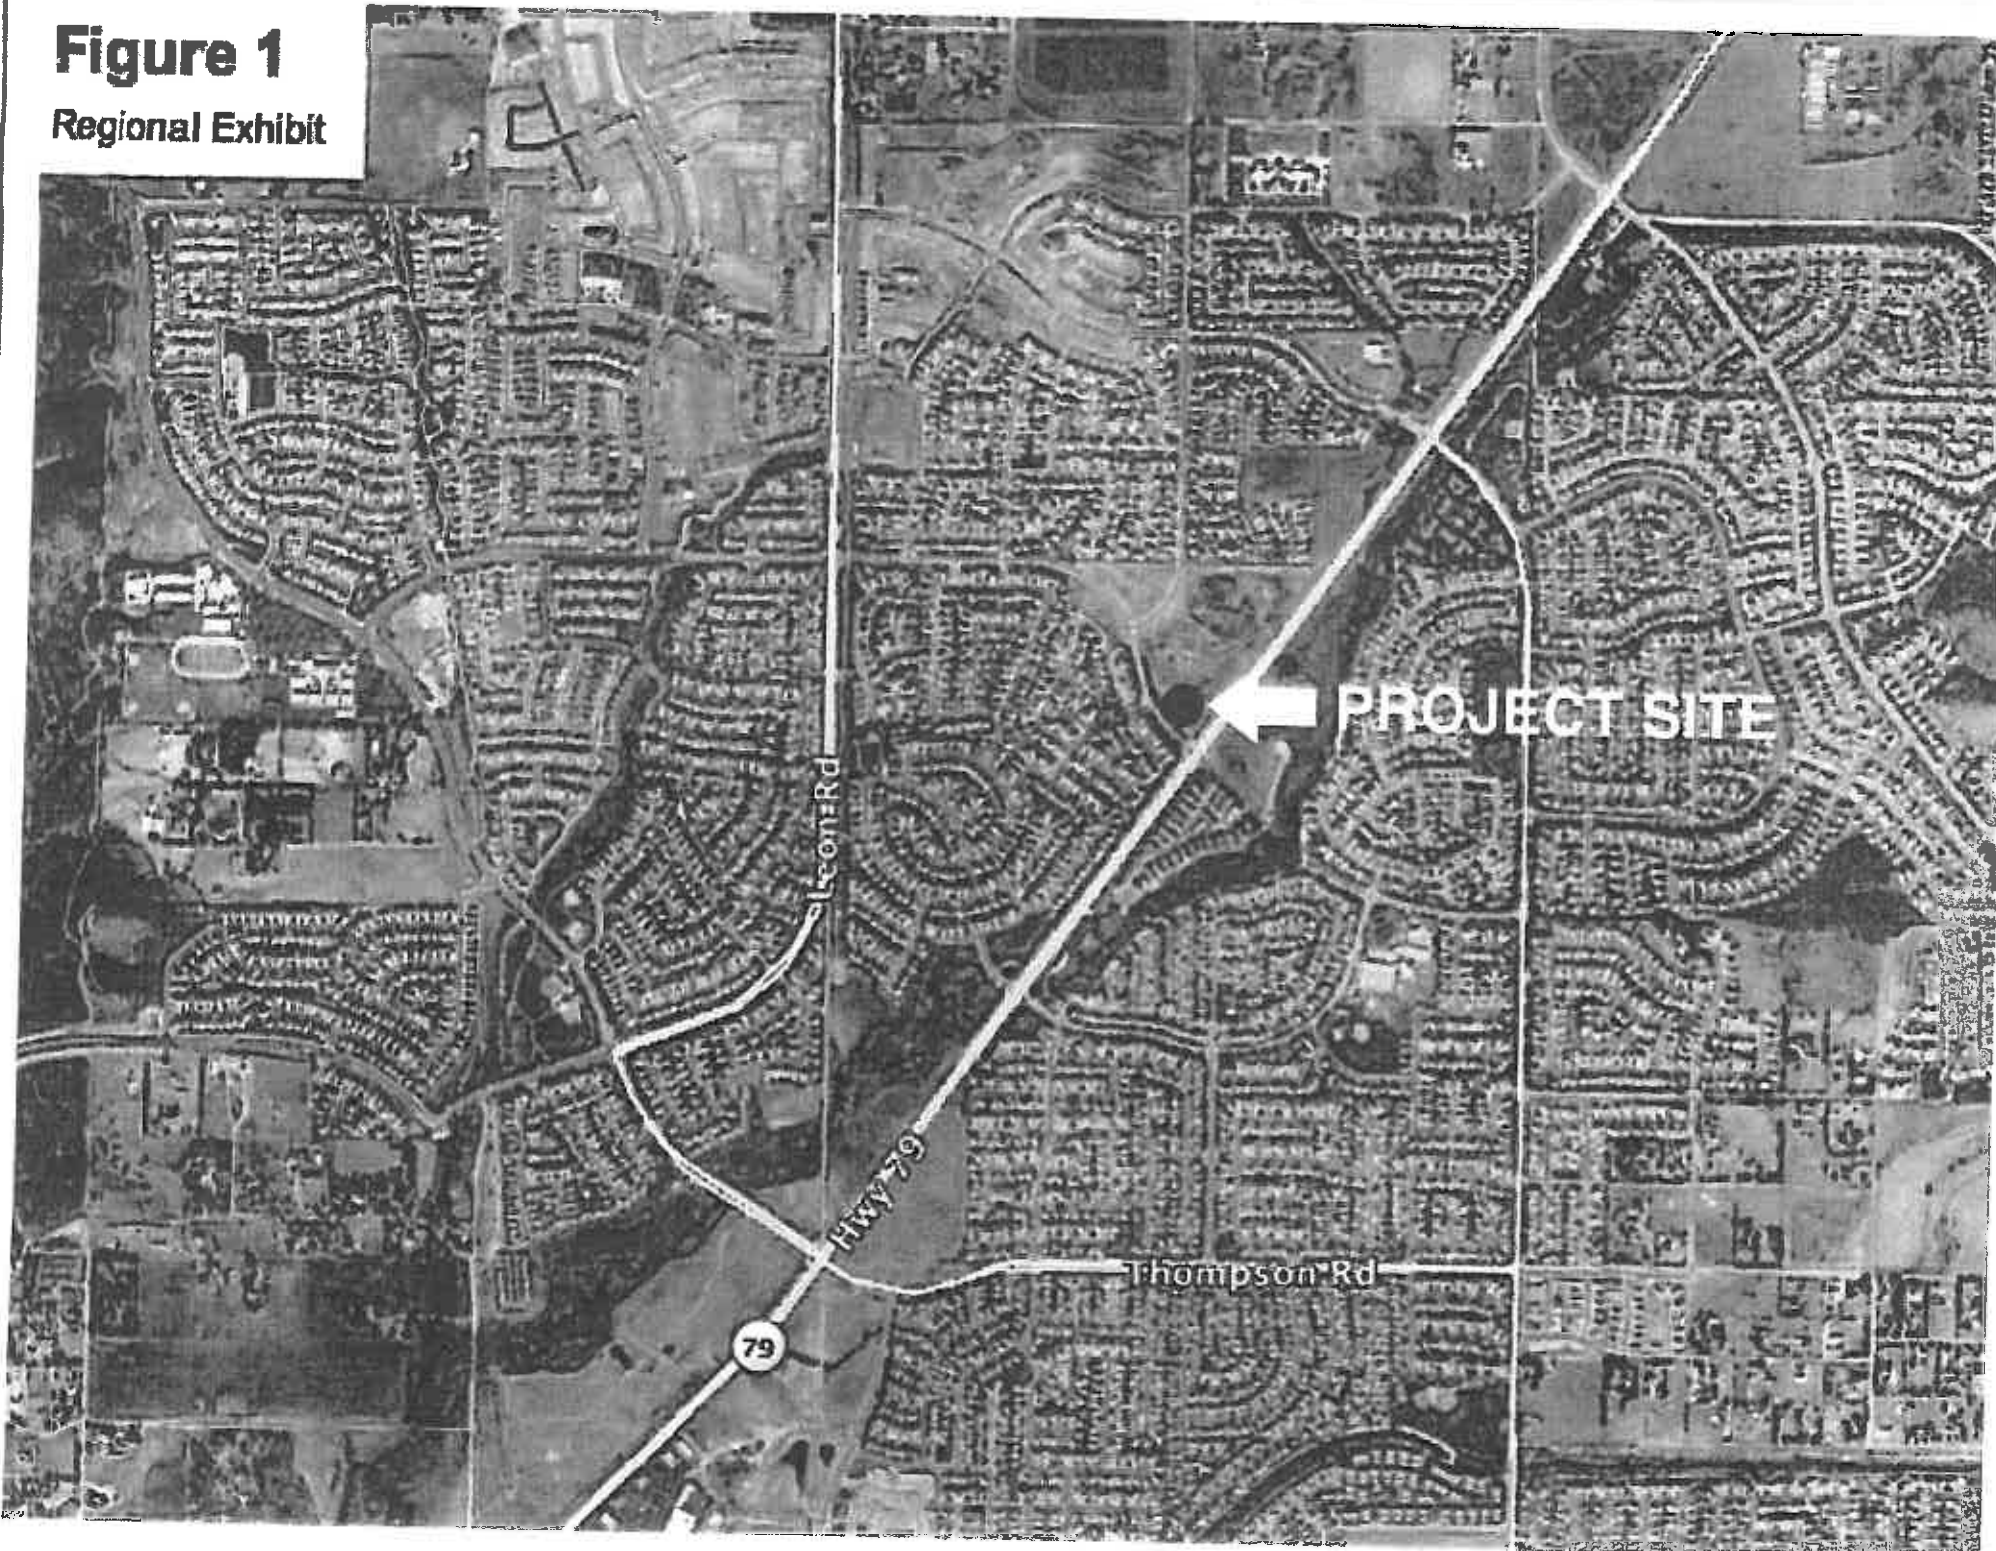 Figure 1
Regional Exhibit
PROJECT SITE
Hwy 79
Thompson Rd
79